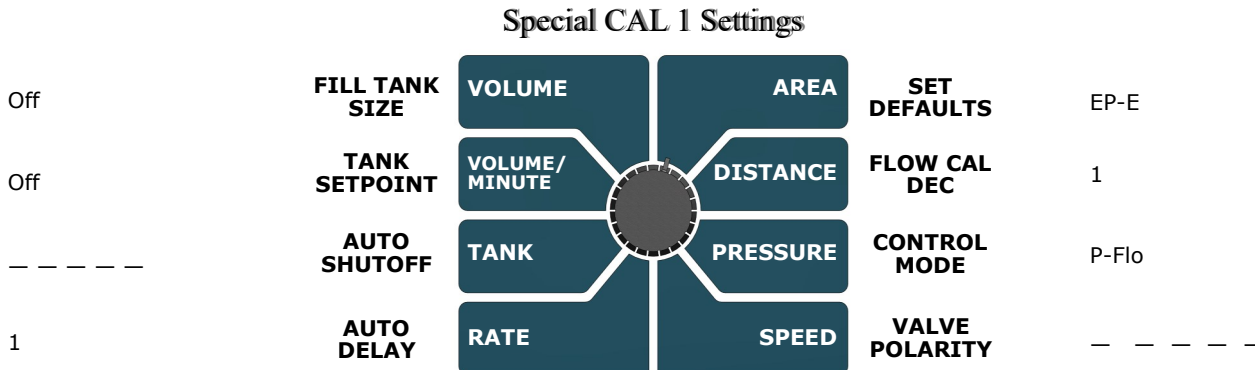 Special CAL 1 Settings
Off
FILL TANK
SIZE
VOLUME
AREA
SET
DEFAULTS
EP-E
Off
TANK
SETPOINT
VOLUME/
MINUTE
DISTANCE
FLOW CAL
DEC
1
— — — — —
AUTO
SHUTOFF
TANK
PRESSURE
CONTROL
MODE
P-Flo
1
AUTO
DELAY
RATE
SPEED
VALVE
POLARITY
— — — — —